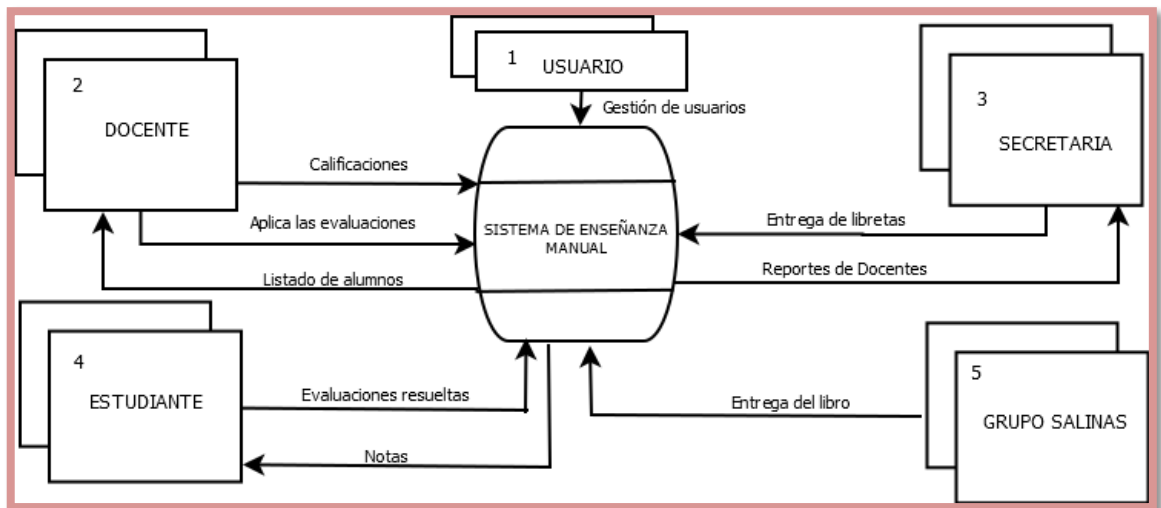 1
USUARIO
Gestión de usuarios
2
DOCENTE
3
SECRETARIA
Calificaciones
Aplica las evaluaciones
Listado de alumnos
SISTEMA DE ENSEÑANZA
MANUAL
Entrega de libretas
Reportes de Docentes
4
ESTUDIANTE
Evaluaciones resueltas
Notas
Entrega del libro
5
GRUPO SALINAS